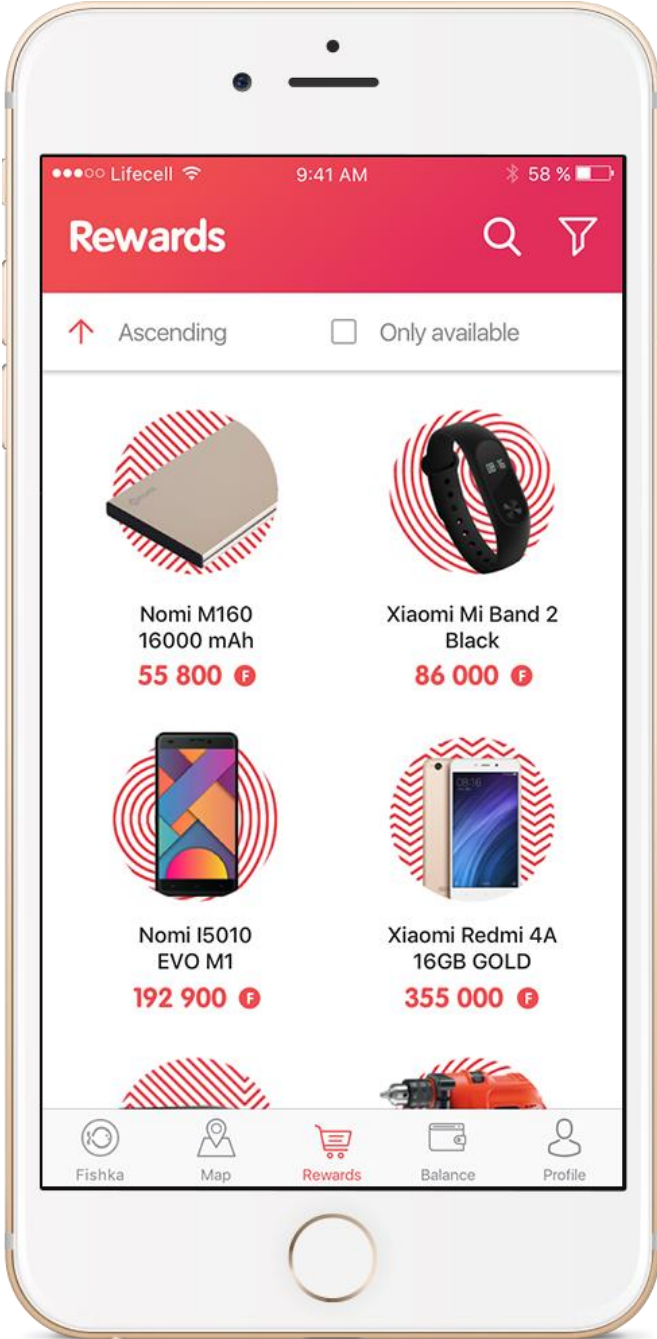 Lifecell 9:41 AM 58 %
Rewards
Ascending Only available
Nomi M160
16000 mAh
55 800 F
Xiaomi Mi Band 2
Black
86 000 F
08:16
Nomi I5010
EVO M1
192 900 F
Xiaomi Redmi 4A
16GB GOLD
355 000 F
Fishka Map Rewards Balance Profile